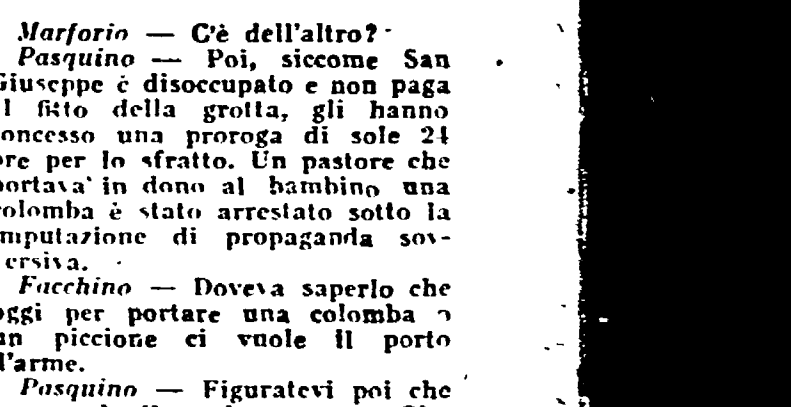 Marforio — C'è dell'altro?
Pasquino — Poi, siccome San
Giuseppe è disoccupato e non paga
il fitto della grotta, gli hanno
concesso una proroga di sole 24
ore per lo sfratto. Un pastore che
portava in dono al bambino una
colomba è stato arrestato sotto la
imputazione di propaganda sov-
versiva.
Facchino — Doveva saperlo che
oggi per portare una colomba o
un piccione ci vuole il porto
d'arme.
Pasquino — Figuratevi poi che